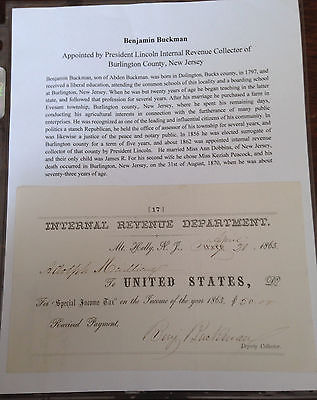 Benjamin Buckman
Appointed by President Lincoln Internal Revenue Collector of
Burlington County, New Jersey
Benjamin Buckman, son of Abden Buckman, was born in Dolington, Bucks county, in 1797, and
received a liberal education, attending the common schools of this locality and a boarding school
at Burlington, New Jersey. When he was but twenty years of age he began teaching in the latter
state, and followed that profession for several years. After his marriage he purchased a farm in
Ewing township, Burlington county, New Jersey, where he spent his remaining days,
conducting his agricultural interests in connection with the furtherance of many public
enterprises. He was recognized as one of the leading and influential citizens of his community. In
politics a stanch Republican, he held the office of assessor of his township for several years, and
was likewise a justice of the peace and notary public. In 1856 he was elected surrogate of
Burlington county for a term of five years, and about 1862 was appointed internal revenue
collector of that county by President Lincoln. He married Miss Ann Dobbins, of New Jersey,
and their only child was James R. For his second wife he chose Miss Keziah Peacock, and his
death occurred in Burlington, New Jersey, on the 31st of August, 1870, when he was about
seventy-three years of age.
[17]
INTERNAL REVENUE DEPARTMENT.
Mt. Holly, N. J. 1863.
To UNITED STATES, Dr.
For "Special Income Tax" on the Income of the year 1863, $
Received Payment,
Benj Buckman
Deputy Collector.